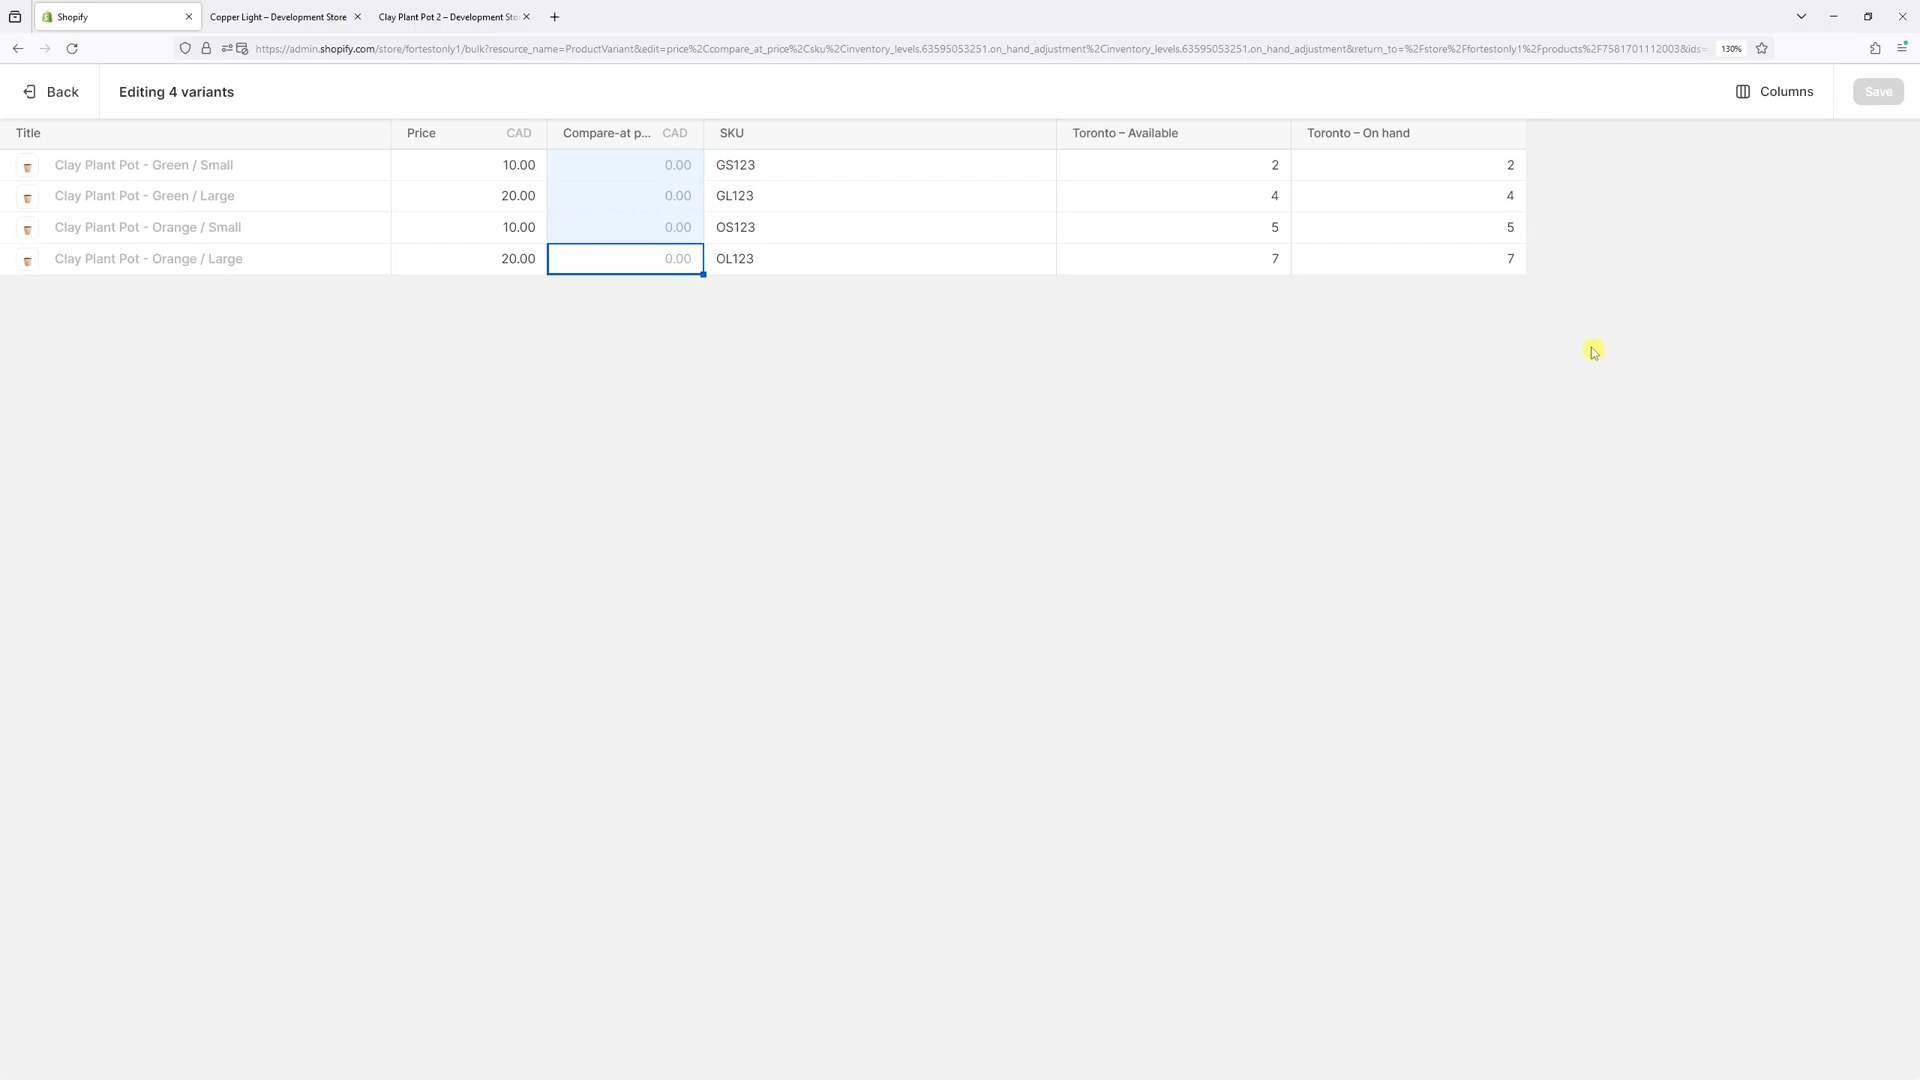 Shopify
Copper Light – Development Store
Clay Plant Pot 2 – Development Sto
https://admin.shopify.com/store/fortestonly1/bulk?resource_name=ProductVariant&edit=price%2Ccompare_at_price%2Csku%2Cinventory_levels.63595053251.on_hand_adjustment%2Cinventory_levels.63595053251.on_hand_adjustment&return_to=%2Fstore%2Ffortestonly1%2Fproducts%2F7581701112003&ids=
130%
Back
Editing 4 variants
Columns
Save
Title Price CAD Compare-at p... CAD SKU Toronto – Available Toronto – On hand
Clay Plant Pot - Green / Small 10.00 0.00 GS123 2 2
Clay Plant Pot - Green / Large 20.00 0.00 GL123 4 4
Clay Plant Pot - Orange / Small 10.00 0.00 OS123 5 5
Clay Plant Pot - Orange / Large 20.00 0.00 OL123 7 7